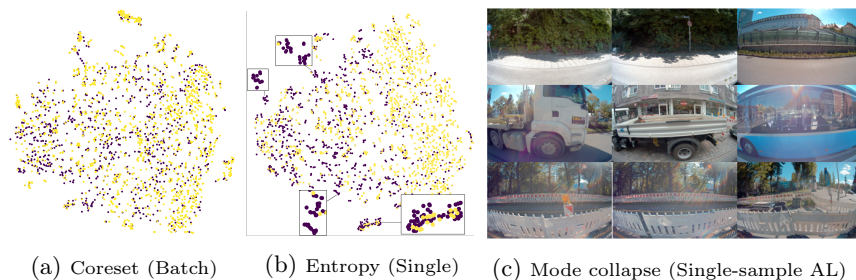 (a) Coreset (Batch)
(b) Entropy (Single)
(c) Mode collapse (Single-sample AL)